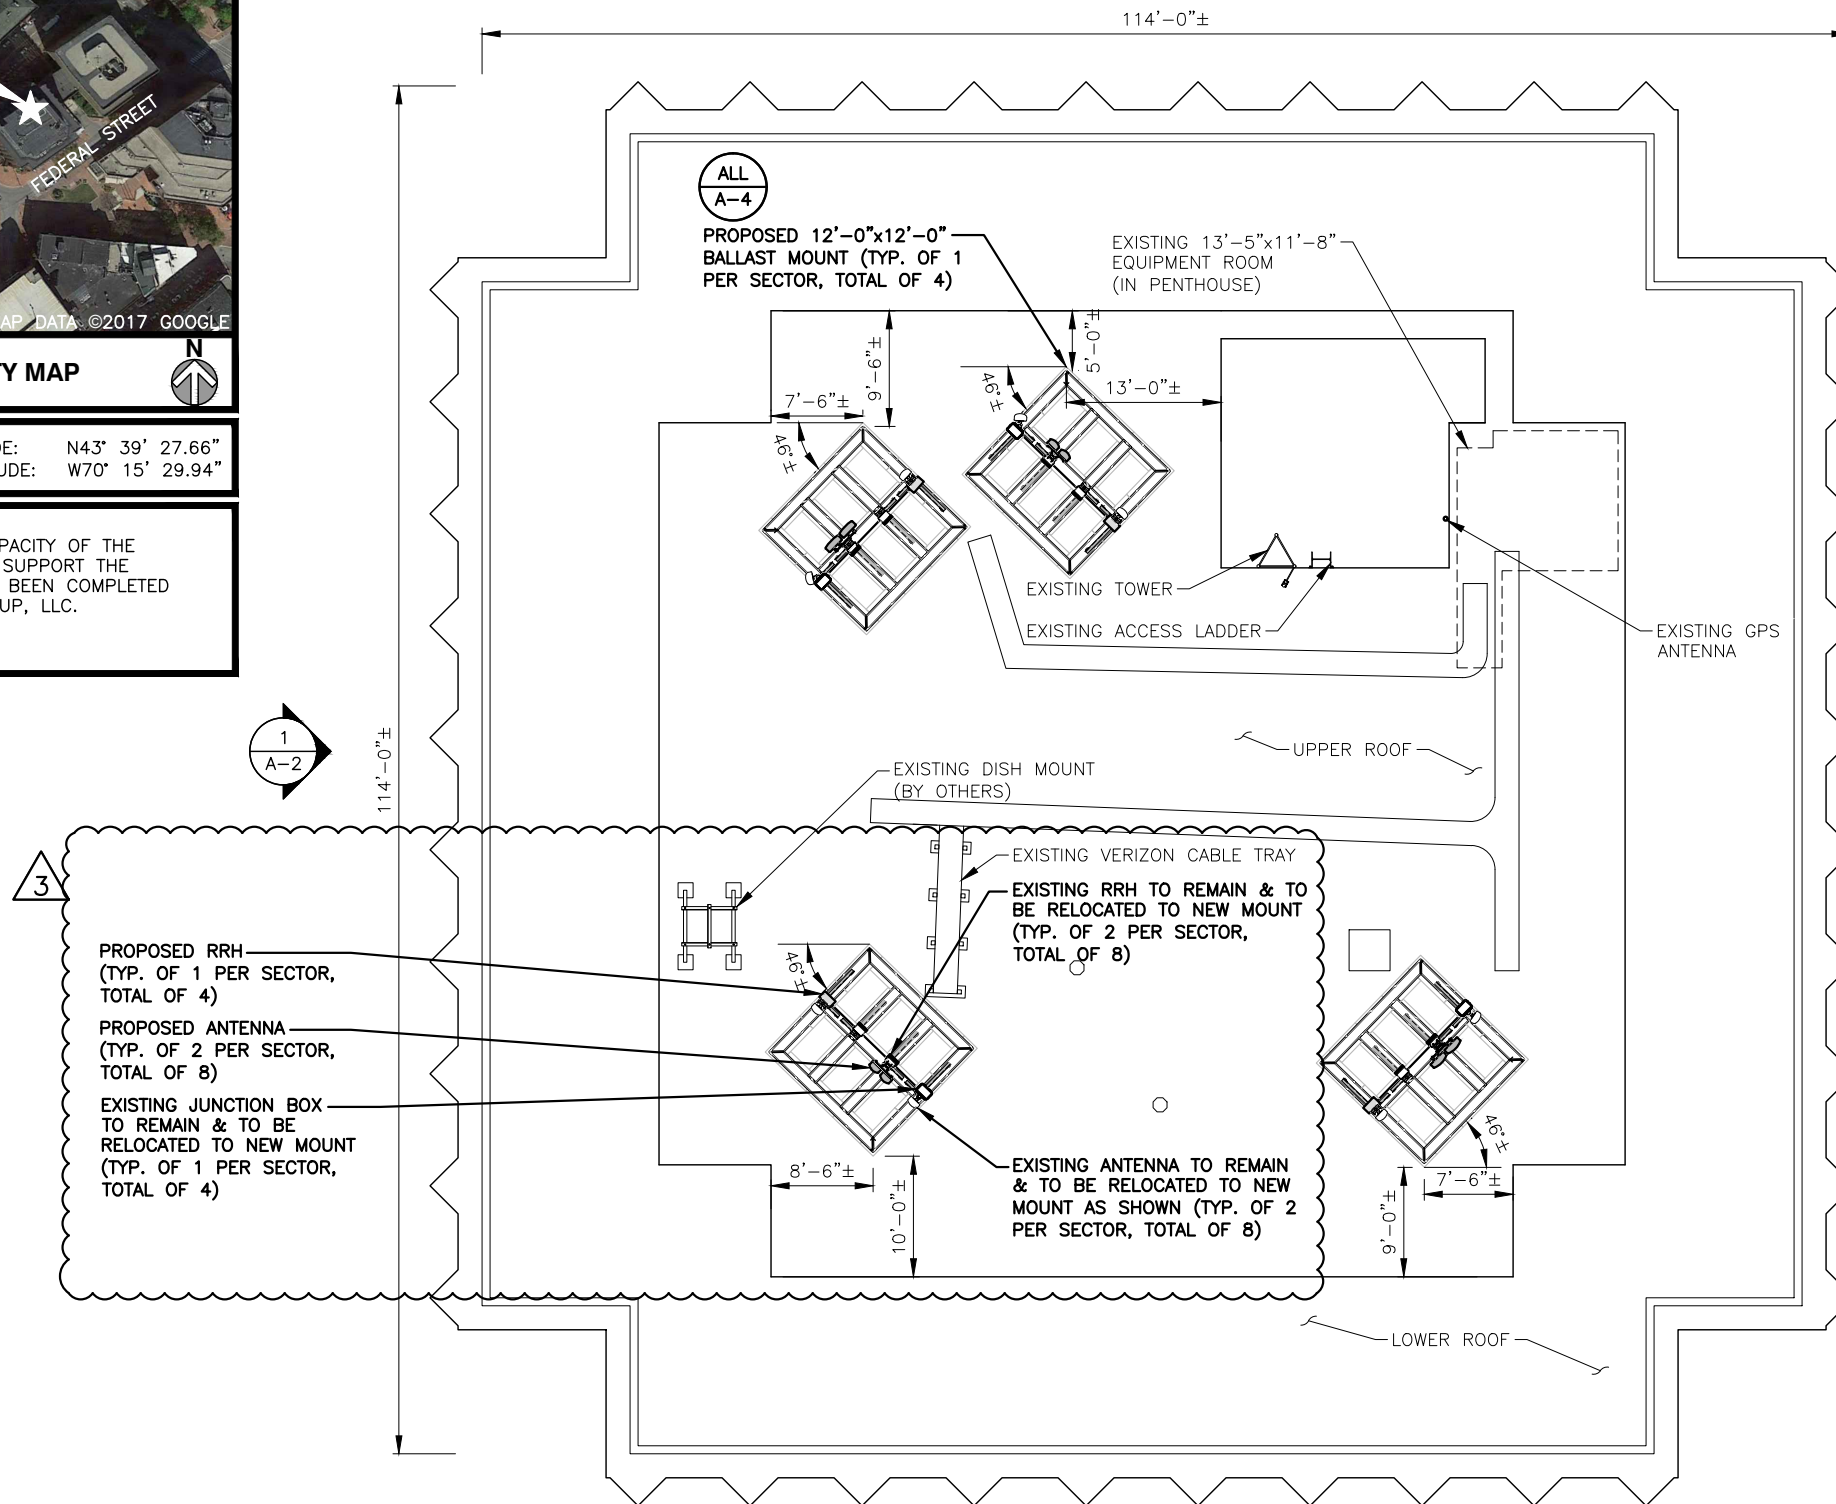 114'-0"±
FEDERAL STREET
AP DATA ©2017 GOOGLE
N
Y MAP
DE: N43° 39' 27.66"
UDE: W70° 15' 29.94"
PACITY OF THE
SUPPORT THE
BEEN COMPLETED
UP, LLC.
ALL
A-4
PROPOSED 12'-0"x12'-0"
BALLAST MOUNT (TYP. OF 1
PER SECTOR, TOTAL OF 4)
EXISTING 13'-5"x11'-8"
EQUIPMENT ROOM
(IN PENTHOUSE)
9'-6"±
5'-0"±
7'-6"±
13'-0"±
49°±
49°±
EXISTING TOWER
EXISTING ACCESS LADDER
EXISTING GPS
ANTENNA
1
A-2
114'-0"±
UPPER ROOF
EXISTING DISH MOUNT
(BY OTHERS)
3
EXISTING VERIZON CABLE TRAY
EXISTING RRH TO REMAIN & TO
BE RELOCATED TO NEW MOUNT
(TYP. OF 2 PER SECTOR,
TOTAL OF 8)
PROPOSED RRH
(TYP. OF 1 PER SECTOR,
TOTAL OF 4)
PROPOSED ANTENNA
(TYP. OF 2 PER SECTOR,
TOTAL OF 8)
EXISTING JUNCTION BOX
TO REMAIN & TO BE
RELOCATED TO NEW MOUNT
(TYP. OF 1 PER SECTOR,
TOTAL OF 4)
46°±
46°±
EXISTING ANTENNA TO REMAIN
& TO BE RELOCATED TO NEW
MOUNT AS SHOWN (TYP. OF 2
PER SECTOR, TOTAL OF 8)
8'-6"±
10'-0"±
7'-6"±
9'-0"±
LOWER ROOF